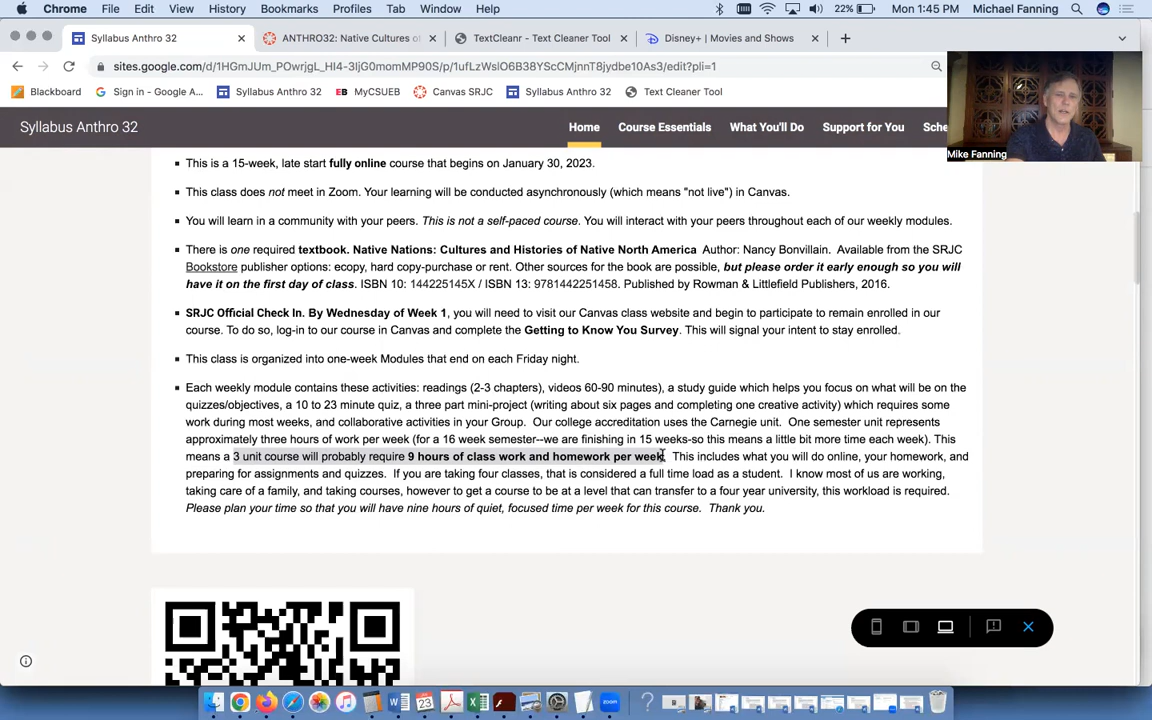 Chrome File Edit View History Bookmarks Profiles Tab Window Help 22% Mon 1:45 PM Michael Fanning
Syllabus Anthro 32 ANTHRO32: Native Cultures of TextCleanr - Text Cleaner Tool Disney+ | Movies and Shows
sites.google.com/d/1HGmJUm_POwrjgL_HI4-3ljG0momMP90S/p/1ufLzWslO6B38YScCMjnnT8jydbe10As3/edit?pli=1
Blackboard Sign in - Google A... Syllabus Anthro 32 EB MyCSUEB Canvas SRJC Syllabus Anthro 32 Text Cleaner Tool
Syllabus Anthro 32 Home Course Essentials What You'll Do Support for You Sche
Mike Fanning
This is a 15-week, late start fully online course that begins on January 30, 2023.
This class does not meet in Zoom. Your learning will be conducted asynchronously (which means "not live") in Canvas.
You will learn in a community with your peers. This is not a self-paced course. You will interact with your peers throughout each of our weekly modules.
There is one required textbook. Native Nations: Cultures and Histories of Native North America Author: Nancy Bonvillain. Available from the SRJC
Bookstore publisher options: ecopy, hard copy-purchase or rent. Other sources for the book are possible, but please order it early enough so you will
have it on the first day of class. ISBN 10: 144225145X / ISBN 13: 9781442251458. Published by Rowman & Littlefield Publishers, 2016.
SRJC Official Check In. By Wednesday of Week 1, you will need to visit our Canvas class website and begin to participate to remain enrolled in our
course. To do so, log-in to our course in Canvas and complete the Getting to Know You Survey. This will signal your intent to stay enrolled.
This class is organized into one-week Modules that end on each Friday night.
Each weekly module contains these activities: readings (2-3 chapters), videos 60-90 minutes), a study guide which helps you focus on what will be on the
quizzes/objectives, a 10 to 23 minute quiz, a three part mini-project (writing about six pages and completing one creative activity) which requires some
work during most weeks, and collaborative activities in your Group. Our college accreditation uses the Carnegie unit. One semester unit represents
approximately three hours of work per week (for a 16 week semester--we are finishing in 15 weeks-so this means a little bit more time each week). This
means a 3 unit course will probably require 9 hours of class work and homework per week. This includes what you will do online, your homework, and
preparing for assignments and quizzes. If you are taking four classes, that is considered a full time load as a student. I know most of us are working,
taking care of a family, and taking courses, however to get a course to be at a level that can transfer to a four year university, this workload is required.
Please plan your time so that you will have nine hours of quiet, focused time per week for this course. Thank you.
23
zoom